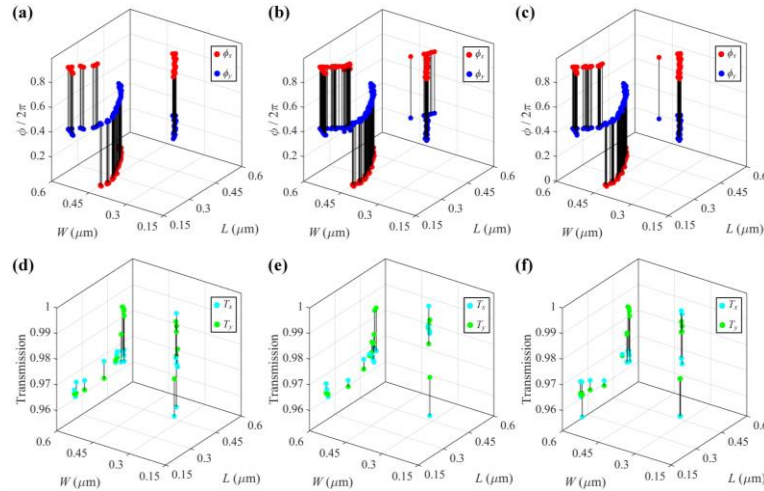 (a)
ϕx
ϕy
ϕ / 2π
0.8
0.6
0.4
0.2
0.6
0.45
0.3
0.15
W (μm)
0.15
0.3
0.45
0.6
L (μm)
(b)
ϕx
ϕy
0.8
0.6
0.4
0.2
0.6
0.45
0.3
0.15
W (μm)
0.15
0.3
0.45
0.6
L (μm)
(c)
ϕx
ϕy
0.8
0.6
0.4
0.2
0
0.6
0.45
0.3
0.15
W (μm)
0.15
0.3
0.45
0.6
L (μm)
(d)
Tx
Ty
Transmission
1
0.99
0.98
0.97
0.96
0.6
0.45
0.3
0.15
W (μm)
0.15
0.3
0.45
0.6
L (μm)
(e)
Tx
Ty
Transmission
1
0.99
0.98
0.97
0.96
0.6
0.45
0.3
0.15
W (μm)
0.15
0.3
0.45
0.6
L (μm)
(f)
Tx
Ty
Transmission
1
0.99
0.98
0.97
0.96
0.6
0.45
0.3
0.15
W (μm)
0.15
0.3
0.45
0.6
L (μm)